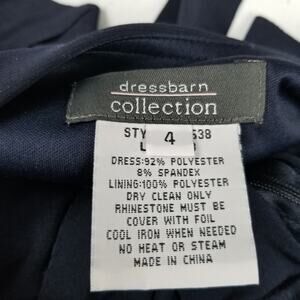 dressbarn
collection
STY 538
4
L
DRESS:92% POLYESTER
8% SPANDEX
LINING:100% POLYESTER
DRY CLEAN ONLY
RHINESTONE MUST BE
COVER WITH FOIL
COOL IRON WHEN NEEDED
NO HEAT OR STEAM
MADE IN CHINA